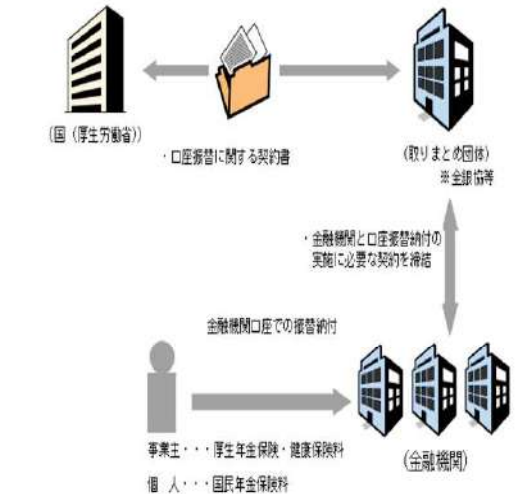 (国(厚生労働省))
・口座振替に関する契約書
(取りまとめ団体)
※全銀協等
・金融機関と口座振替納付の
実施に必要な契約を締結
金融機関口座での振替納付
事業主・・・厚生年金保険・健康保険料
個 人・・・国民年金保険料
(金融機関)